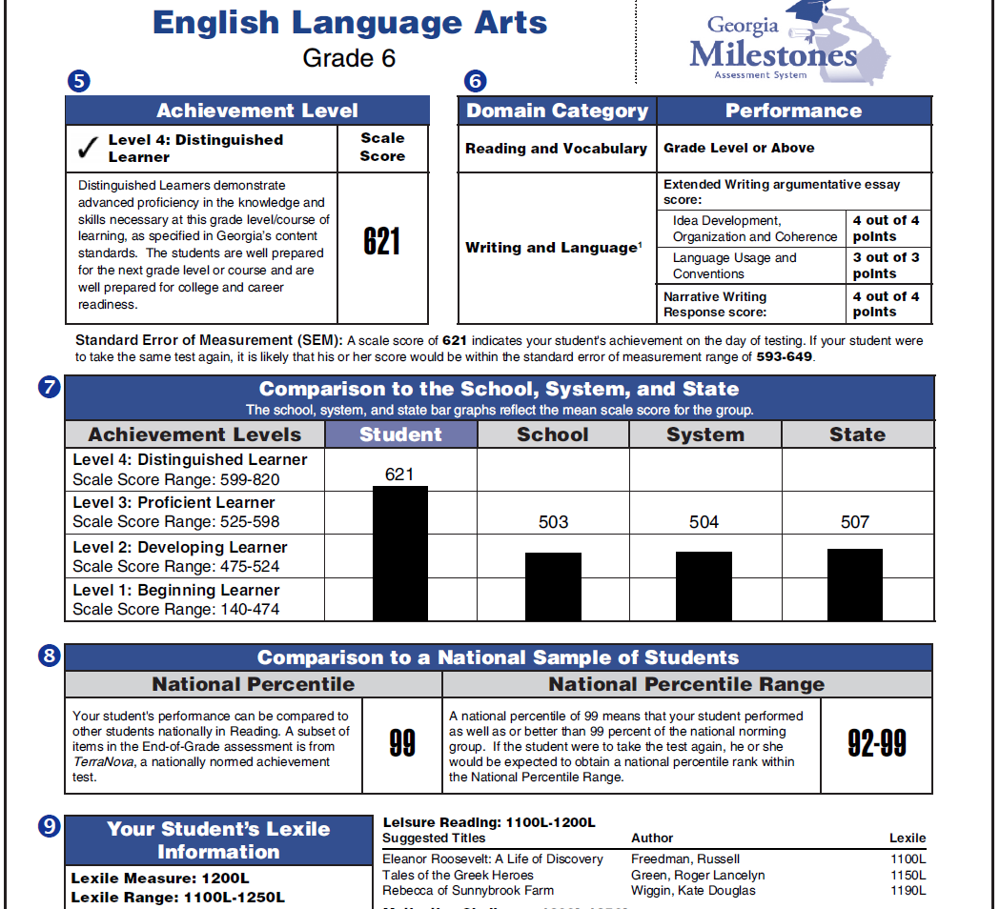 English Language Arts
Grade 6
Georgia
Milestones
Assessment System
5
Achievement Level
✓ Level 4: Distinguished
Learner
Scale
Score
Distinguished Learners demonstrate
advanced proficiency in the knowledge and
skills necessary at this grade level/course of
learning, as specified in Georgia's content
standards. The students are well prepared
for the next grade level or course and are
well prepared for college and career
readiness.
621
6
Domain Category Performance
Reading and Vocabulary Grade Level or Above
Writing and Language¹
Extended Writing argumentative essay
score:
Idea Development,
Organization and Coherence
4 out of 4
points
Language Usage and
Conventions
3 out of 3
points
Narrative Writing
Response score:
4 out of 4
points
Standard Error of Measurement (SEM): A scale score of 621 indicates your student's achievement on the day of testing. If your student were
to take the same test again, it is likely that his or her score would be within the standard error of measurement range of 593-649.
7
Comparison to the School, System, and State
The school, system, and state bar graphs reflect the mean scale score for the group.
Achievement Levels Student School System State
Level 4: Distinguished Learner
Scale Score Range: 599-820
621
Level 3: Proficient Learner
Scale Score Range: 525-598
503 504 507
Level 2: Developing Learner
Scale Score Range: 475-524
Level 1: Beginning Learner
Scale Score Range: 140-474
8
Comparison to a National Sample of Students
National Percentile National Percentile Range
Your student's performance can be compared to
other students nationally in Reading. A subset of
items in the End-of-Grade assessment is from
TerraNova, a nationally normed achievement
test.
99
A national percentile of 99 means that your student performed
as well as or better than 99 percent of the national norming
group. If the student were to take the test again, he or she
would be expected to obtain a national percentile rank within
the National Percentile Range.
92-99
9
Your Student's Lexile
Information
Lexile Measure: 1200L
Lexile Range: 1100L-1250L
Leisure Reading: 1100L-1200L
Suggested Titles Author Lexile
Eleanor Roosevelt: A Life of Discovery Freedman, Russell 1100L
Tales of the Greek Heroes Green, Roger Lancelyn 1150L
Rebecca of Sunnybrook Farm Wiggin, Kate Douglas 1190L